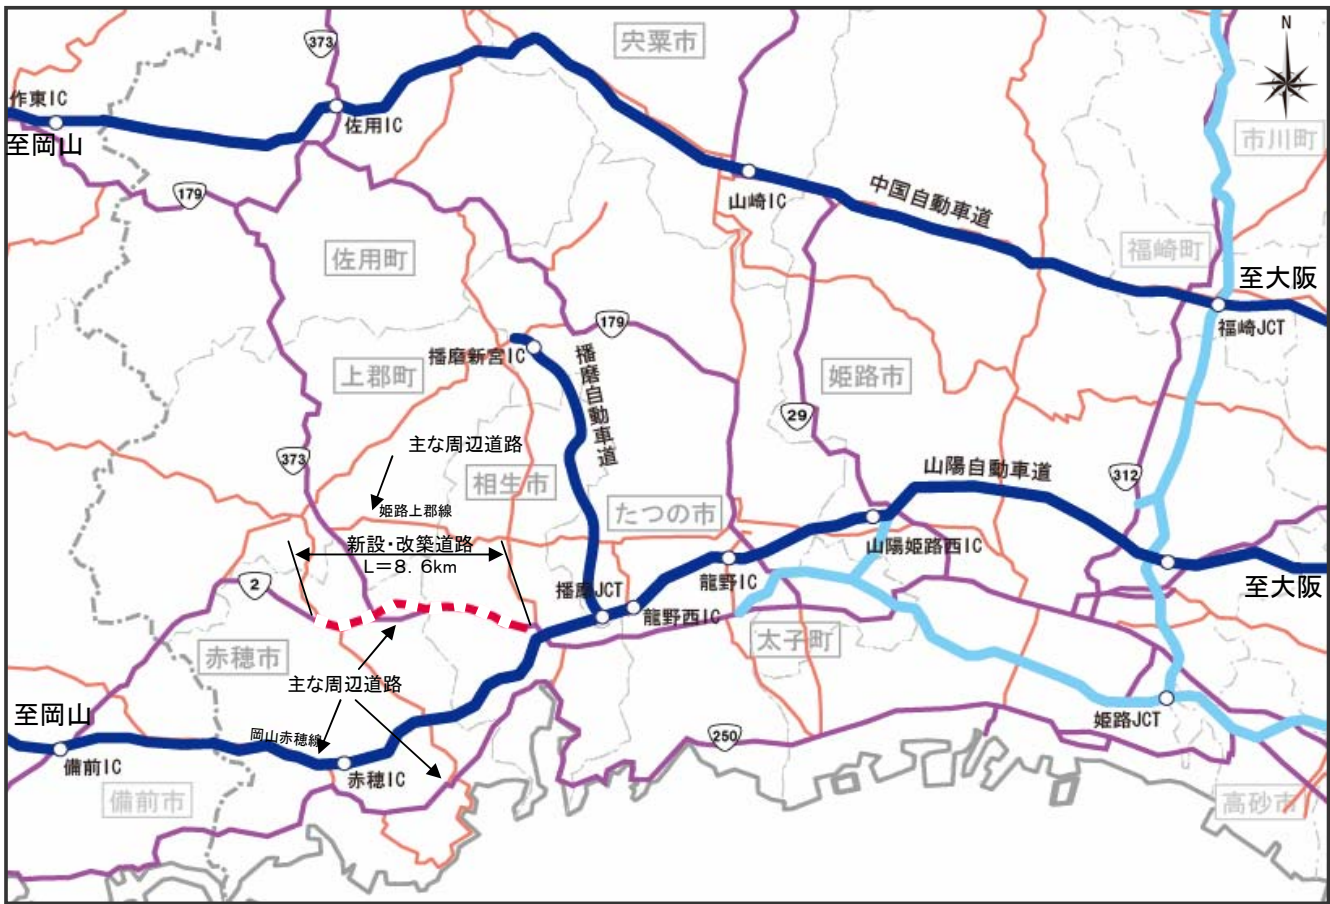 N
373
宍粟市
作東IC
佐用IC
至岡山
市川町
179
山崎IC
中国自動車道
佐用町
福崎町
至大阪
福崎JCT
179
播磨新宮IC
播磨自動車道
上郡町
姫路市
29
主な周辺道路
373
相生市
山陽自動車道
312
姫路上郡線
たつの市
新設・改築道路
L=8.6km
山陽姫路西IC
2
播磨JCT
龍野IC
至大阪
龍野西IC
赤穂市
太子町
主な周辺道路
至岡山
岡山赤穂線
250
姫路JCT
備前IC
赤穂IC
備前市
高砂市